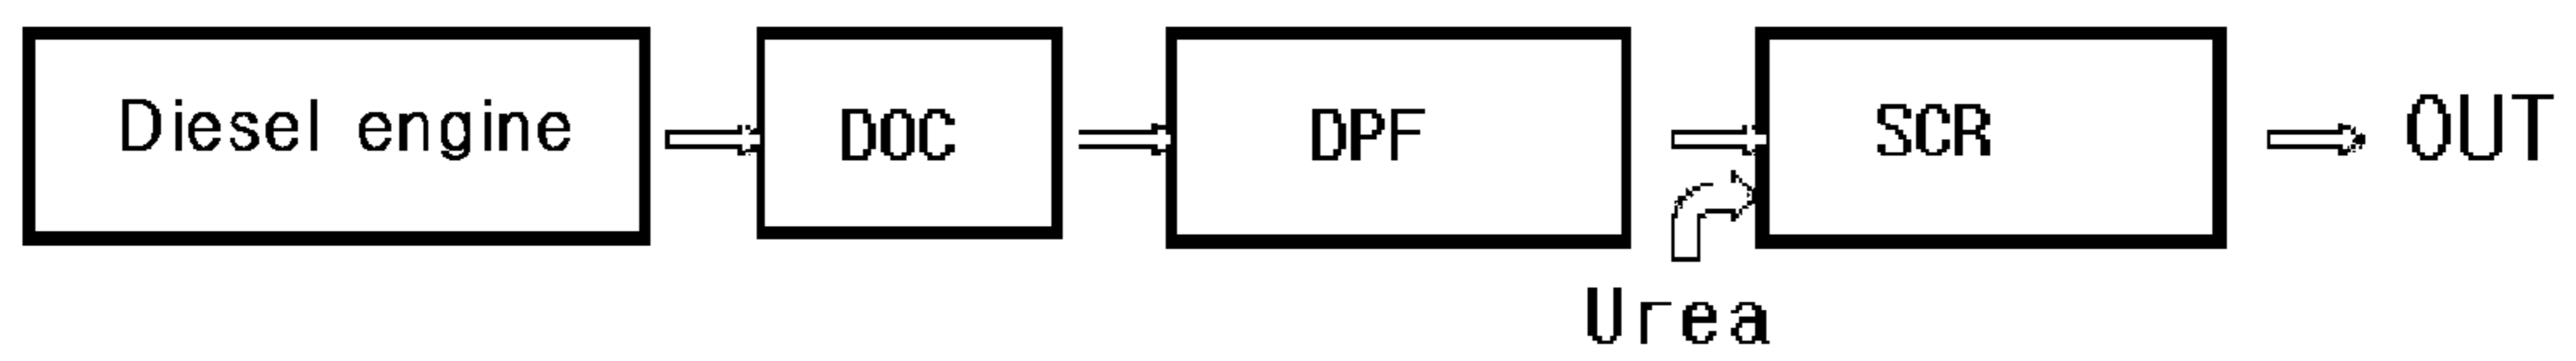 Diesel engine
DOC
DPF
SCR
OUT
Urea